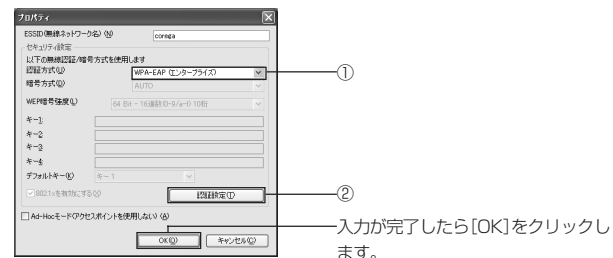 プロパティ
ESSID(無線ネットワーク名) (N) corega
セキュリティ設定
以下の無線認証/暗号方式を使用します
認証方式(U) WPA-EAP (エンタープライズ)
①
暗号方式(D) AUTO
WEP暗号強度(L) 64 Bit - 16進数(0-9/a-f) 10桁
キー1:
キー2:
キー3:
キー4:
デフォルトキー(K) キー 1
802.1xを有効にする(X) 認証設定(T)
②
Ad-Hocモード(アクセスポイントを使用しない) (A)
入力が完了したら[OK]をクリックし
ます。
OK(O) キャンセル(C)